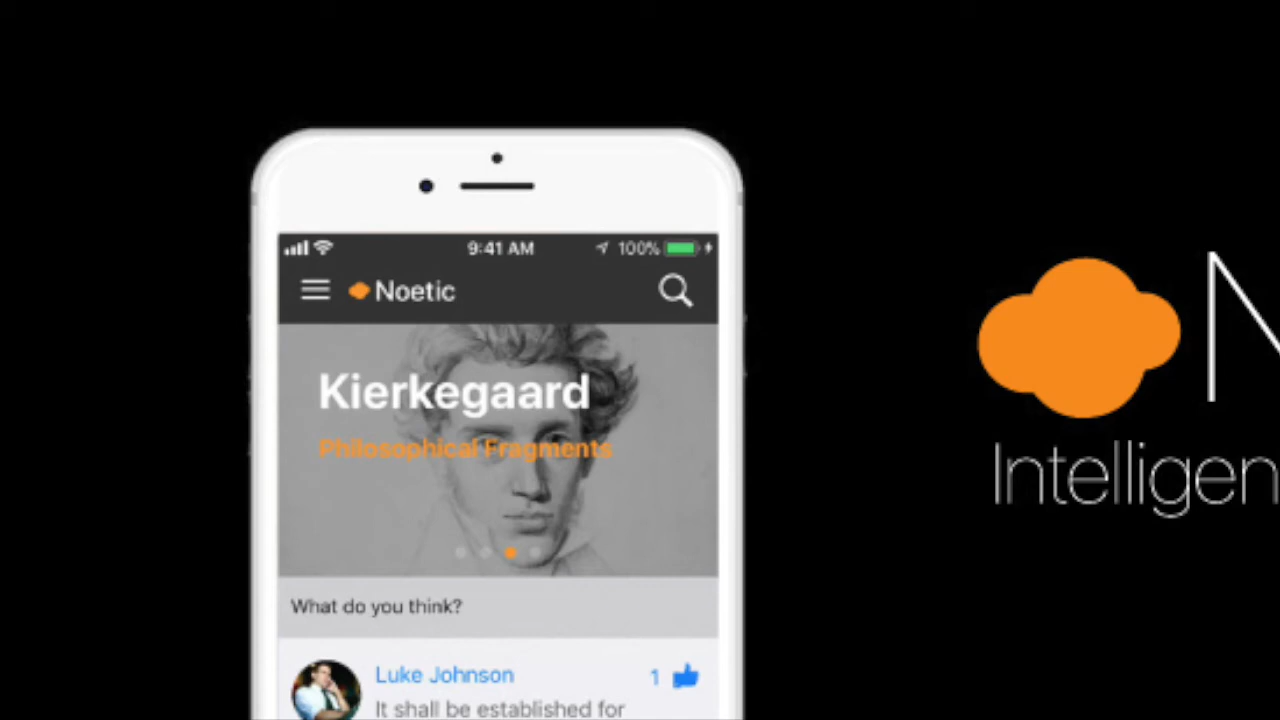 9:41 AM 100%
Noetic
Kierkegaard
Philosophical Fragments
What do you think?
Luke Johnson 1
It shall be established for
N
Intelligen